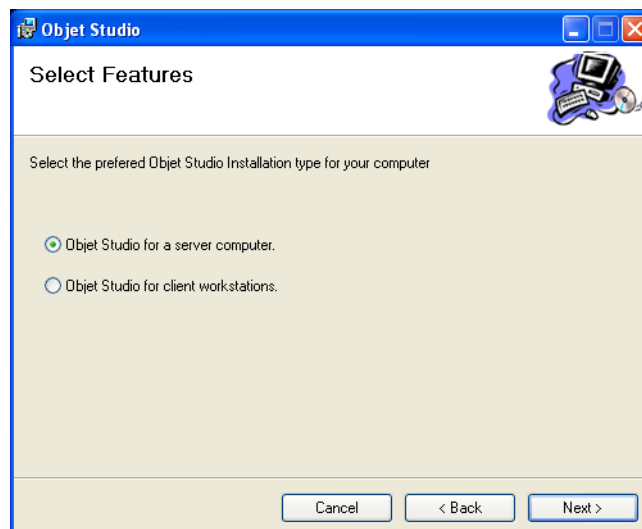 Objet Studio
Select Features
Select the prefered Objet Studio Installation type for your computer
Objet Studio for a server computer.
Objet Studio for client workstations.
Cancel
< Back
Next >